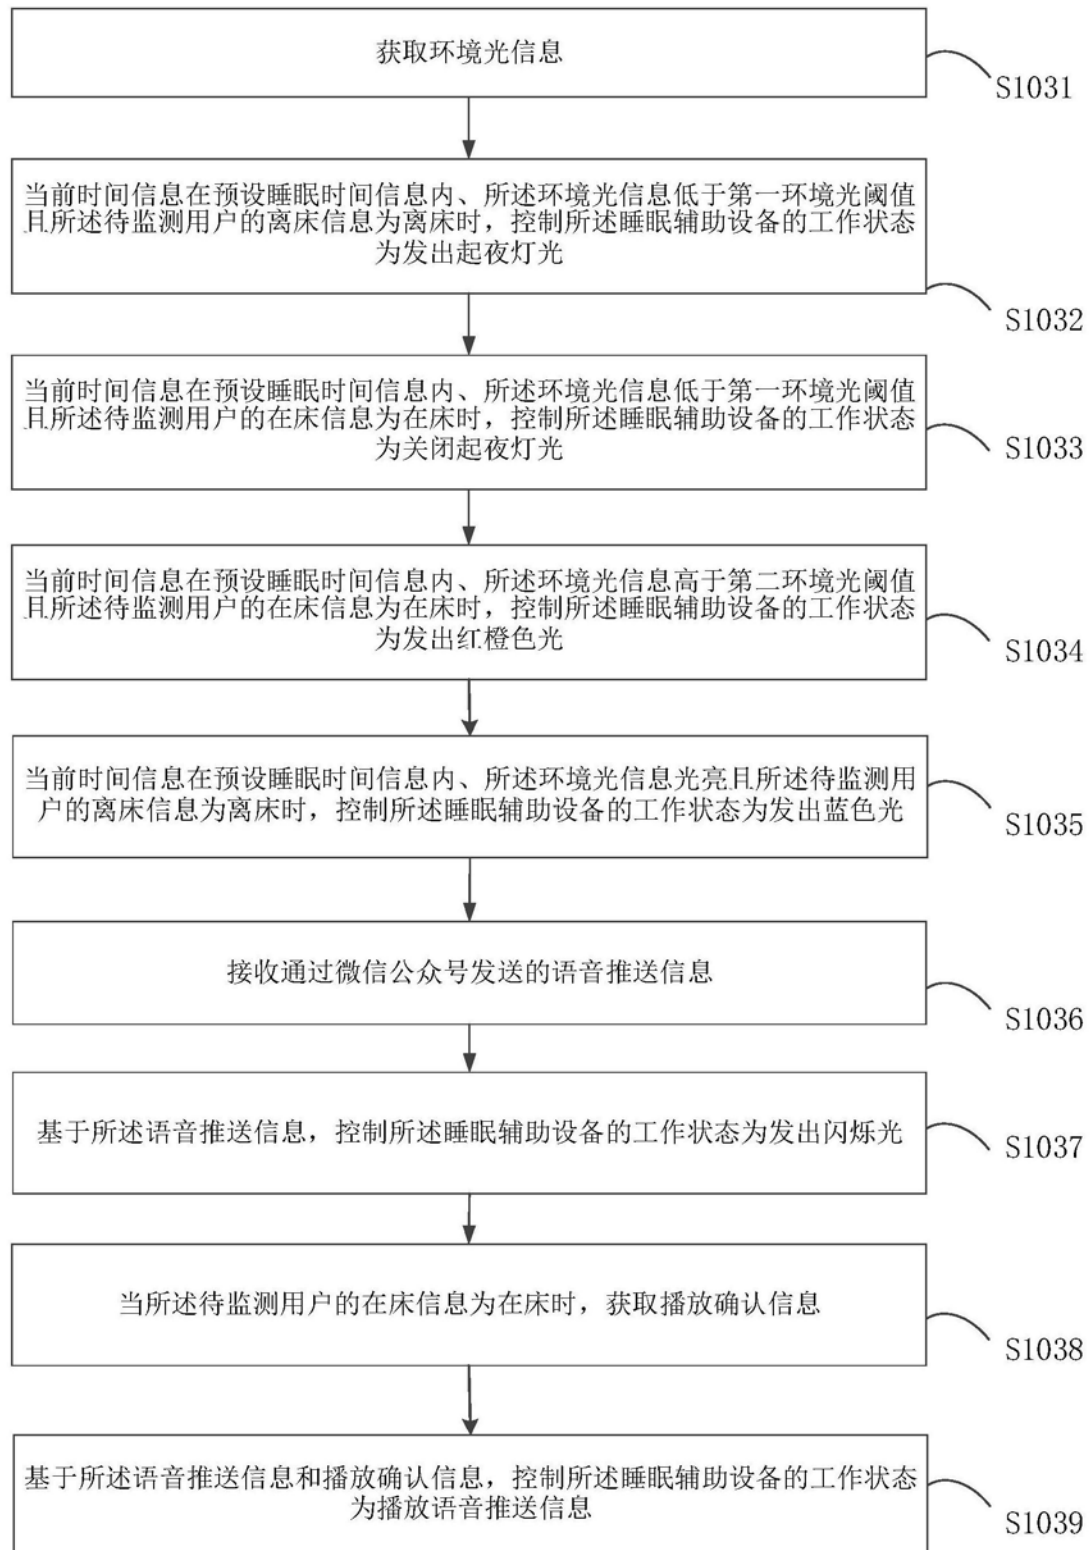 获取环境光信息
S1031
当前时间信息在预设睡眠时间信息内、所述环境光信息低于第一环境光阈值
且所述待监测用户的离床信息为离床时，控制所述睡眠辅助设备的工作状态
为发出起夜灯光
S1032
当前时间信息在预设睡眠时间信息内、所述环境光信息低于第一环境光阈值
且所述待监测用户的在床信息为在床时，控制所述睡眠辅助设备的工作状态
为关闭起夜灯光
S1033
当前时间信息在预设睡眠时间信息内、所述环境光信息高于第二环境光阈值
且所述待监测用户的在床信息为在床时，控制所述睡眠辅助设备的工作状态
为发出红橙色光
S1034
当前时间信息在预设睡眠时间信息内、所述环境光信息光亮且所述待监测用
户的离床信息为离床时，控制所述睡眠辅助设备的工作状态为发出蓝色光
S1035
接收通过微信公众号发送的语音推送信息
S1036
基于所述语音推送信息，控制所述睡眠辅助设备的工作状态为发出闪烁光
S1037
当所述待监测用户的在床信息为在床时，获取播放确认信息
S1038
基于所述语音推送信息和播放确认信息，控制所述睡眠辅助设备的工作状态
为播放语音推送信息
S1039